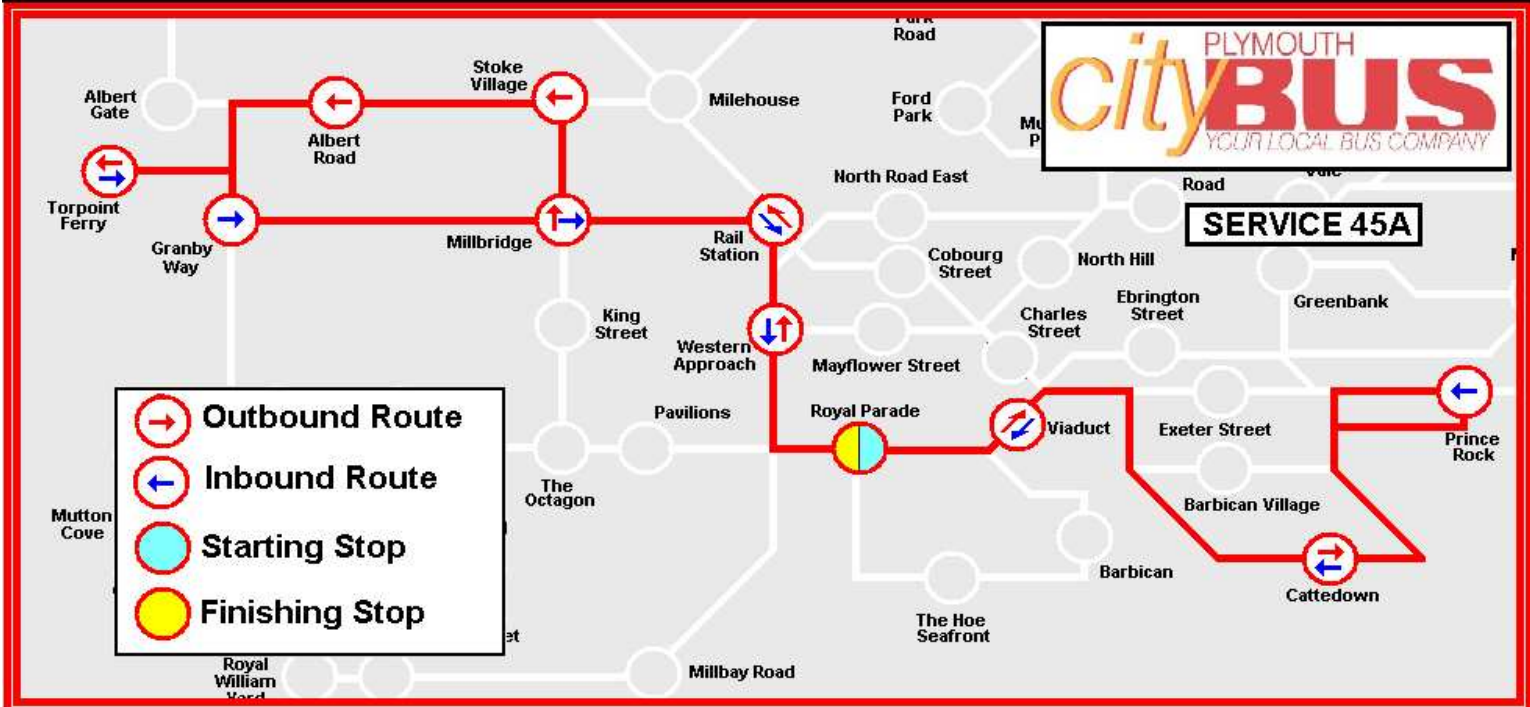 Park
Road
Stoke
Village
Albert
Gate
Milehouse
Ford
Park
PLYMOUTH
city BUS
YOUR LOCAL BUS COMPANY
Albert
Road
North Road East
Road
Torpoint
Ferry
SERVICE 45A
Granby
Way
Millbridge
Rail
Station
Cobourg
Street
North Hill
Greenbank
King
Street
Charles
Street
Ebrington
Street
Western
Approach
Mayflower Street
Outbound Route
Pavilions
Royal Parade
Viaduct
Exeter Street
Prince
Rock
Inbound Route
The
Octagon
Barbican Village
Mutton
Cove
Starting Stop
Barbican
Cattedown
Finishing Stop
The Hoe
Seafront
Royal
William
Yard
Millbay Road